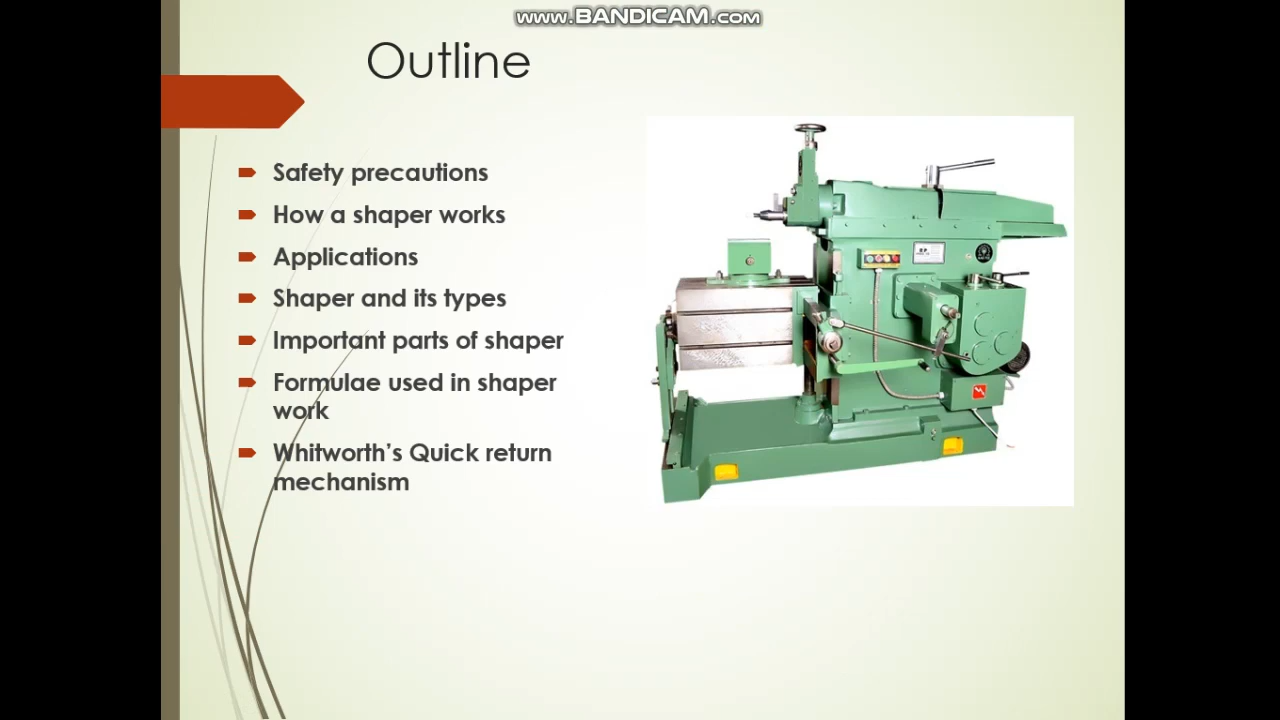 www.BANDICAM.com
Outline
Safety precautions
How a shaper works
Applications
Shaper and its types
Important parts of shaper
Formulae used in shaper
work
Whitworth’s Quick return
mechanism